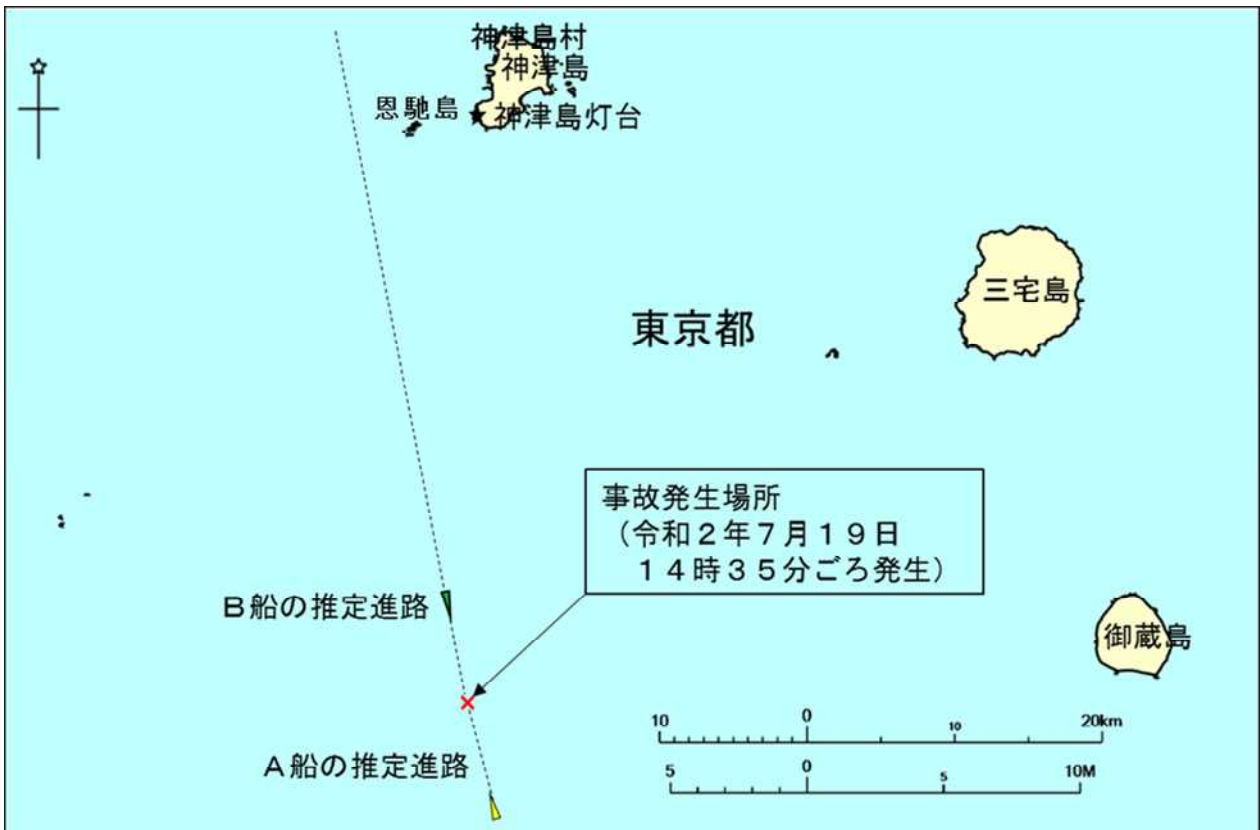 神津島村
神津島
恩馳島
神津島灯台
三宅島
東京都
事故発生場所
（令和２年７月１９日
１４時３５分ごろ発生）
Ｂ船の推定進路
御蔵島
10 0 10 20km
Ａ船の推定進路
5 0 5 10M